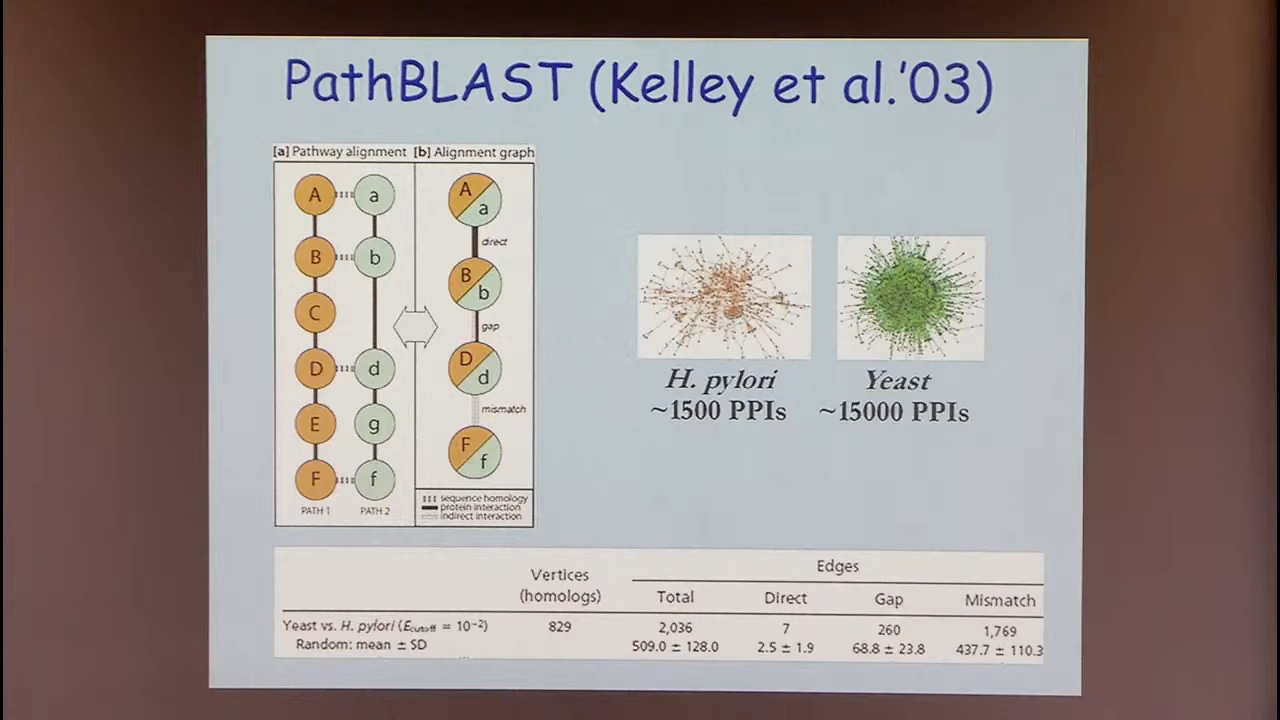 PathBLAST (Kelley et al.'03)
[a] Pathway alignment [b] Alignment graph
A a
B b
C
D d
E g
F f
PATH 1 PATH 2
A a
direct
B b
gap
D d
mismatch
F f
sequence homology
protein interaction
indirect interaction
H. pylori
~1500 PPIs
Yeast
~15000 PPIs
Edges
Vertices
(homologs) Total Direct Gap Mismatch
Yeast vs. H. pylori (Ecutoff = 10⁻²) 829 2,036 7 260 1,769
Random: mean ± SD 509.0 ± 128.0 2.5 ± 1.9 68.8 ± 23.8 437.7 ± 110.3